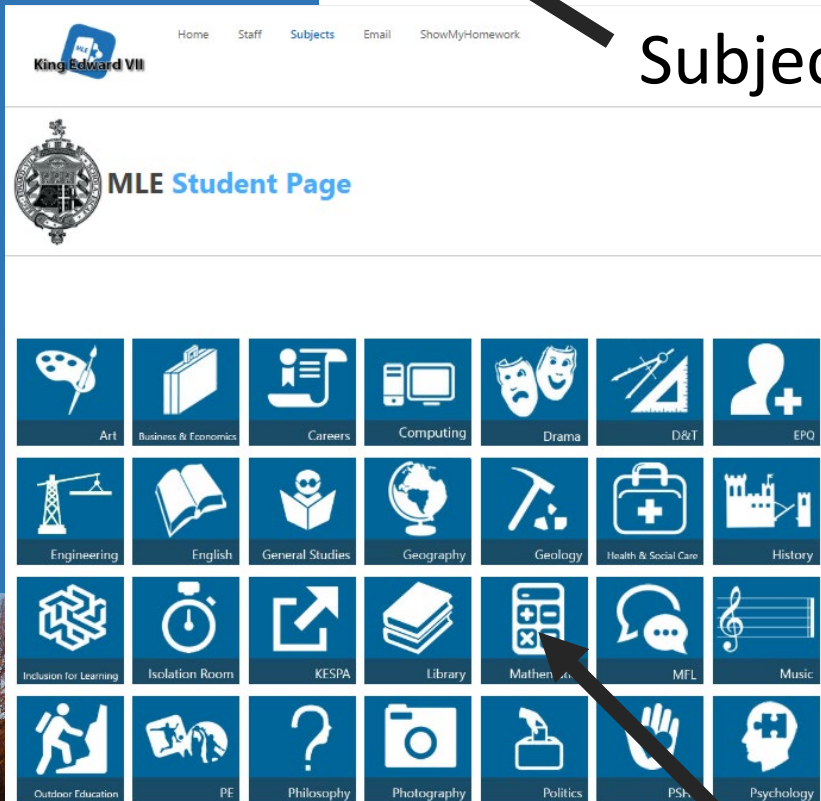 Home Staff Subjects Email ShowMyHomework
MLE
King Edward VII
Subjec
MLE Student Page
Art Business & Economics Careers Computing Drama D&T EPQ
Engineering English General Studies Geography Geology Health & Social Care History
Inclusion for Learning Isolation Room KESPA Library MFL Music
Outdoor Education PE Philosophy Photography Politics Psychology